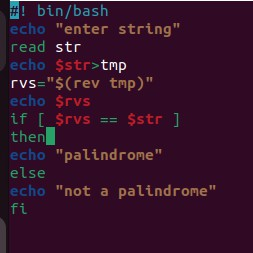 #! bin/bash
echo "enter string"
read str
echo $str>tmp
rvs="$(rev tmp)"
echo $rvs
if [ $rvs == $str ]
then
echo "palindrome"
else
echo "not a palindrome"
fi